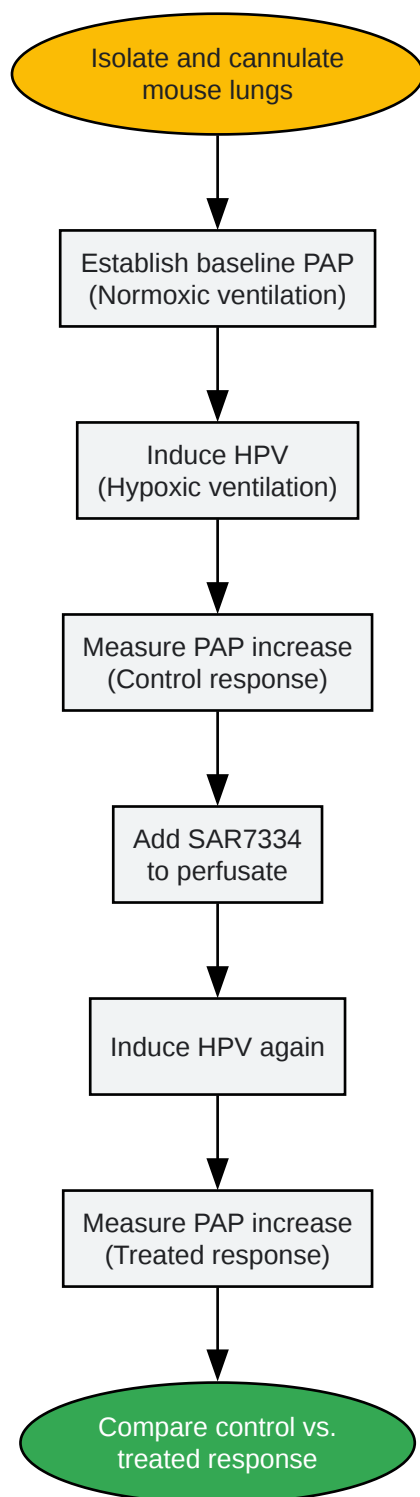 Isolate and cannulate
mouse lungs
Establish baseline PAP
(Normoxic ventilation)
Induce HPV
(Hypoxic ventilation)
Measure PAP increase
(Control response)
Add SAR7334
to perfusate
Induce HPV again
Measure PAP increase
(Treated response)
Compare control vs.
treated response